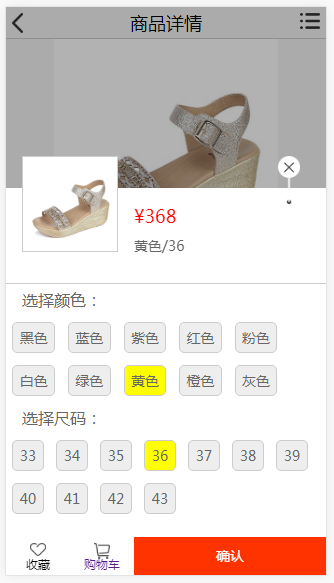 商品详情
¥368
黄色/36
选择颜色：
黑色 蓝色 紫色 红色 粉色
白色 绿色 黄色 橙色 灰色
选择尺码：
33 34 35 36 37 38 39
40 41 42 43
收藏 购物车 确认